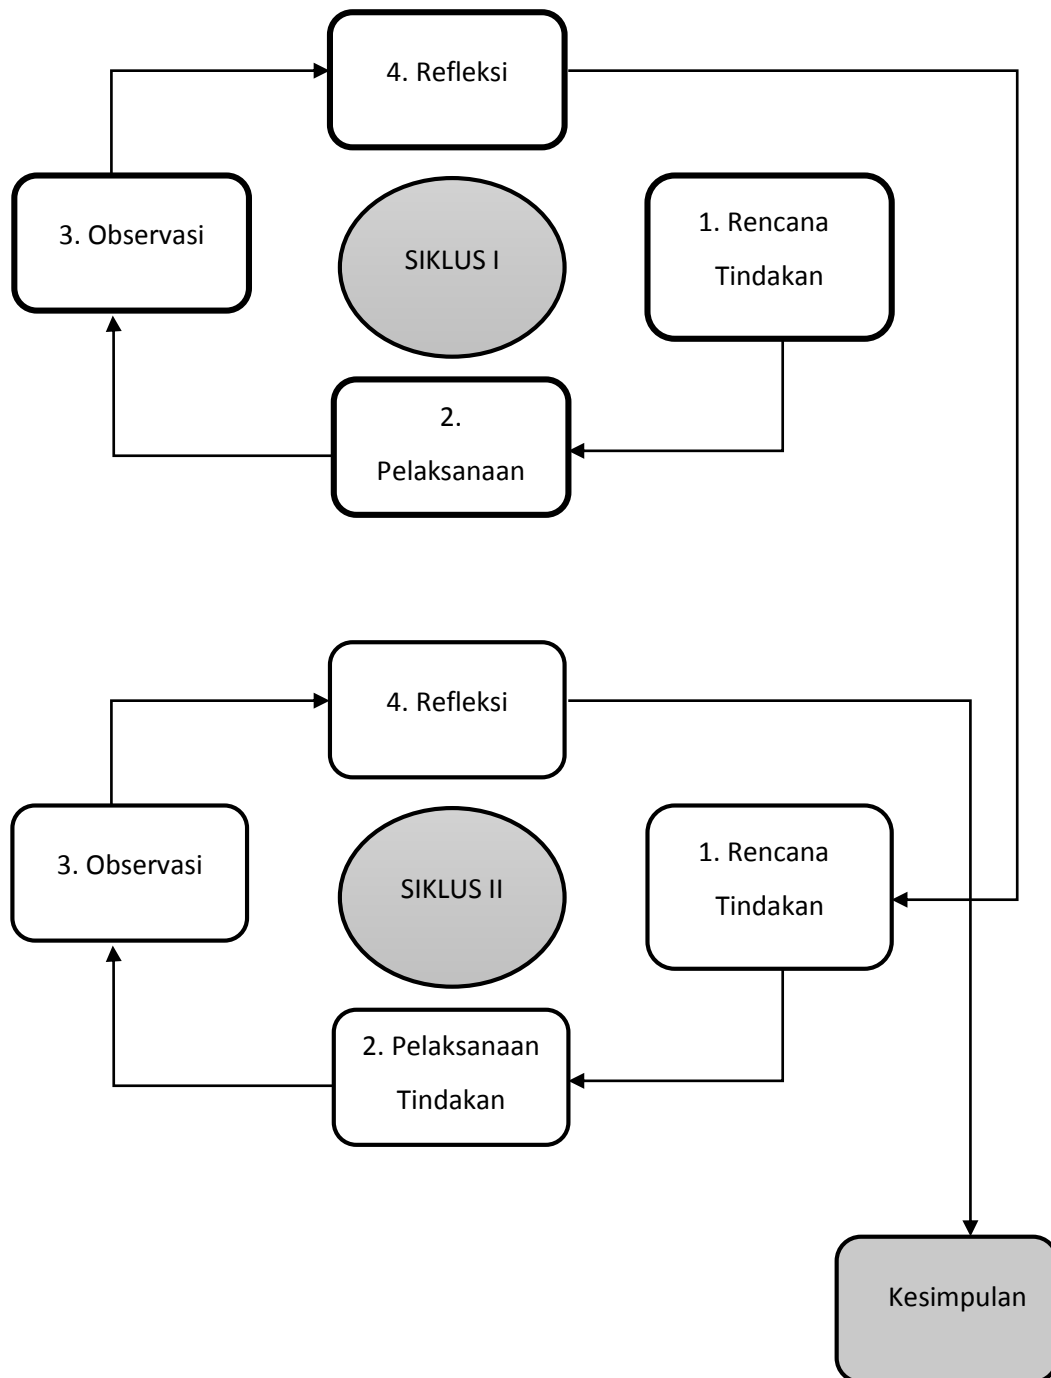 4. Refleksi
3. Observasi
SIKLUS I
1. Rencana
Tindakan
2.
Pelaksanaan
4. Refleksi
3. Observasi
SIKLUS II
1. Rencana
Tindakan
2. Pelaksanaan
Tindakan
Kesimpulan